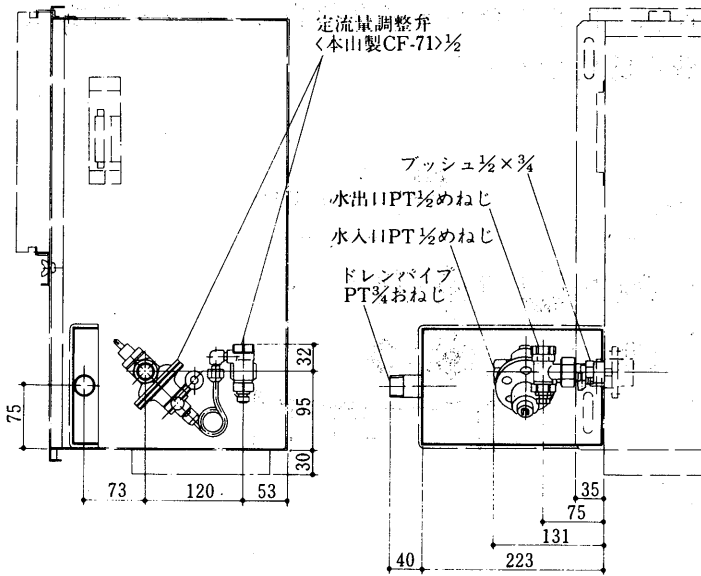 定流量調整弁
〈本山製CF-71〉½
ブッシュ½×¾
水出口PT½めねじ
水入口PT½めねじ
ドレンパイプ
PT¾おねじ
75
32
95
30
73
120
53
35
75
131
40
223